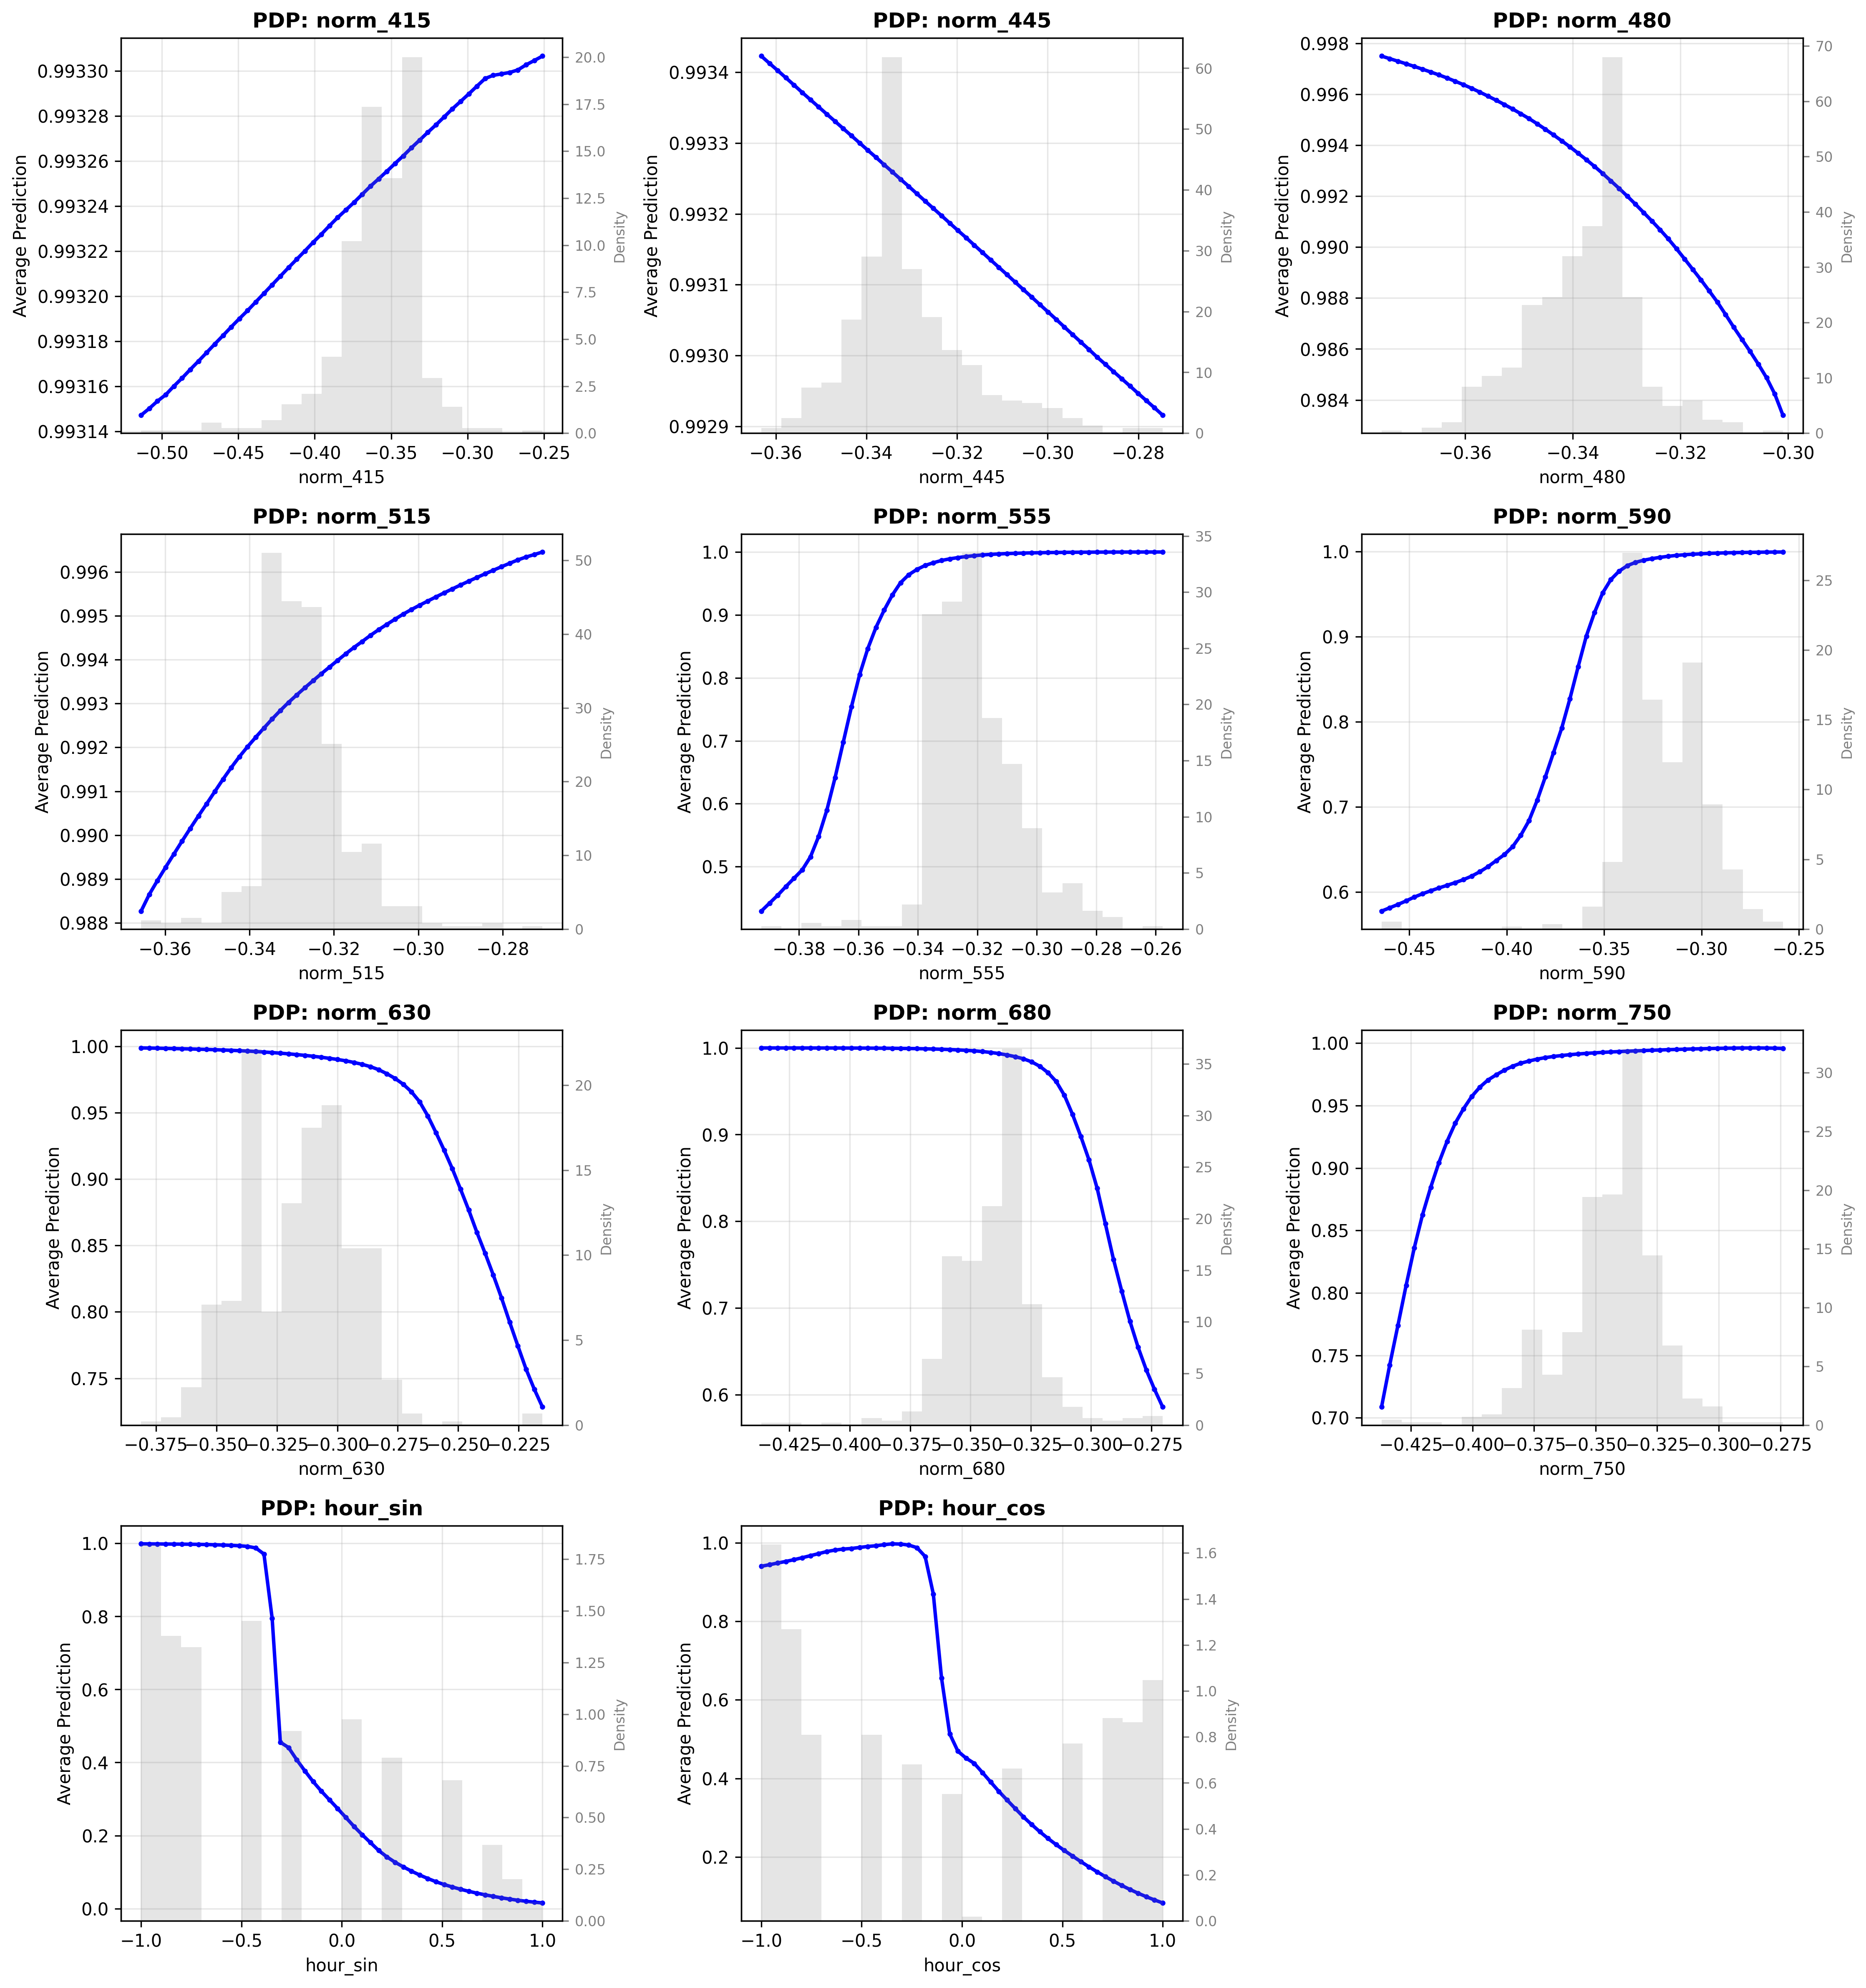 PDP: norm_415
0.99330
0.99328
0.99326
0.99324
0.99322
0.99320
0.99318
0.99316
0.99314
Average Prediction
20.0
17.5
15.0
12.5
10.0
7.5
5.0
2.5
0.0
Density
−0.50 −0.45 −0.40 −0.35 −0.30 −0.25
norm_415
PDP: norm_445
0.9934
0.9933
0.9932
0.9931
0.9930
0.9929
Average Prediction
60
50
40
30
20
10
0
Density
−0.36 −0.34 −0.32 −0.30 −0.28
norm_445
PDP: norm_480
0.998
0.996
0.994
0.992
0.990
0.988
0.986
0.984
Average Prediction
70
60
50
40
30
20
10
0
Density
−0.36 −0.34 −0.32 −0.30
norm_480
PDP: norm_515
0.996
0.995
0.994
0.993
0.992
0.991
0.990
0.989
0.988
Average Prediction
50
40
30
20
10
0
Density
−0.36 −0.34 −0.32 −0.30 −0.28
norm_515
PDP: norm_555
1.0
0.9
0.8
0.7
0.6
0.5
Average Prediction
35
30
25
20
15
10
5
0
Density
−0.38 −0.36 −0.34 −0.32 −0.30 −0.28 −0.26
norm_555
PDP: norm_590
1.0
0.9
0.8
0.7
0.6
Average Prediction
25
20
15
10
5
0
Density
−0.45 −0.40 −0.35 −0.30 −0.25
norm_590
PDP: norm_630
1.00
0.95
0.90
0.85
0.80
0.75
Average Prediction
20
15
10
5
0
Density
−0.375 −0.350 −0.325 −0.300 −0.275 −0.250 −0.225
norm_630
PDP: norm_680
1.0
0.9
0.8
0.7
0.6
Average Prediction
35
30
25
20
15
10
5
0
Density
−0.425 −0.400 −0.375 −0.350 −0.325 −0.300 −0.275
norm_680
PDP: norm_750
1.00
0.95
0.90
0.85
0.80
0.75
0.70
Average Prediction
30
25
20
15
10
5
0
Density
−0.425 −0.400 −0.375 −0.350 −0.325 −0.300 −0.275
norm_750
PDP: hour_sin
1.0
0.8
0.6
0.4
0.2
0.0
Average Prediction
1.75
1.50
1.25
1.00
0.75
0.50
0.25
0.00
Density
−1.0 −0.5 0.0 0.5 1.0
hour_sin
PDP: hour_cos
1.0
0.8
0.6
0.4
0.2
Average Prediction
1.6
1.4
1.2
1.0
0.8
0.6
0.4
0.2
0.0
Density
−1.0 −0.5 0.0 0.5 1.0
hour_cos